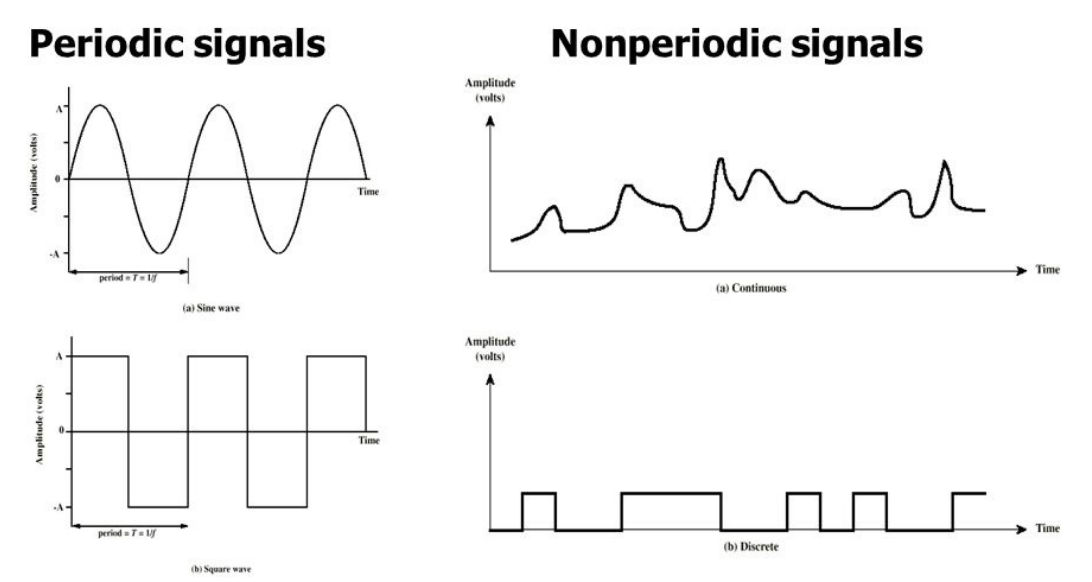 Periodic signals
Amplitude (volts)
A
0
-A
Time
period = T = 1/f
(a) Sine wave
Amplitude (volts)
A
0
-A
Time
period = T = 1/f
(b) Square wave
Nonperiodic signals
Amplitude
(volts)
Time
(a) Continuous
Amplitude
(volts)
Time
(b) Discrete